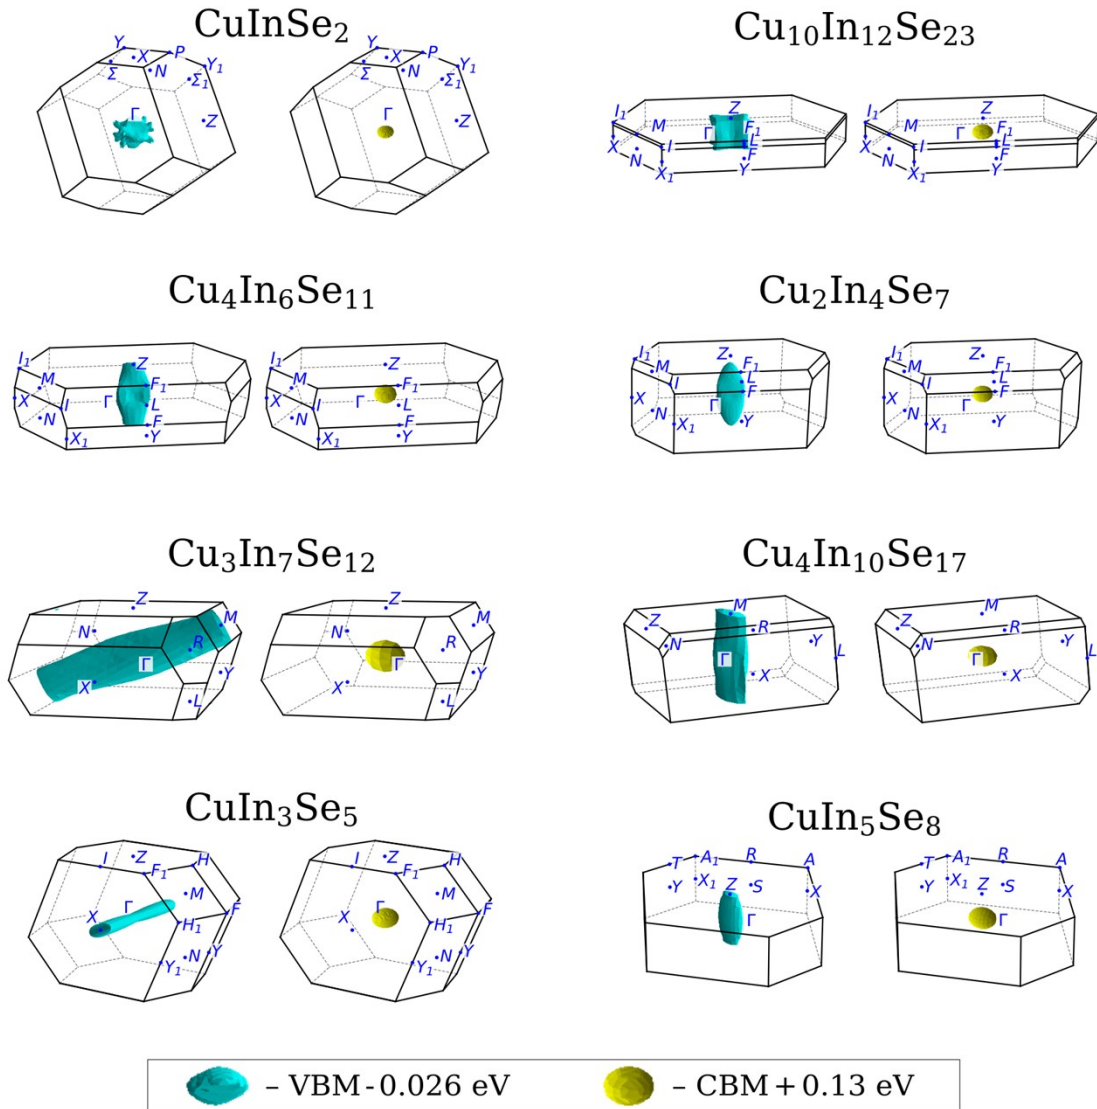 CuInSe₂
Y X P Y₁ Σ N Σ₁ Γ Z
Y X P Y₁ Σ N Σ₁ Γ Z
Cu₁₀In₁₂Se₂₃
I₁ M Z Γ F₁ X N I L F X₁ Y
I₁ M Z Γ F₁ X N I L F X₁ Y
Cu₄In₆Se₁₁
I₁ Z M F₁ X Γ I L N F X₁ Y
I₁ Z M F₁ X Γ I L N F X₁ Y
Cu₂In₄Se₇
I₁ Z M F₁ I L X Γ F N X₁ Y
I₁ Z M F₁ I L X Γ F N X₁ Y
Cu₃In₇Se₁₂
Z M N R Γ Y X L
Z M N R Γ Y X L
Cu₄In₁₀Se₁₇
M Z R N Y Γ L X
M Z R N Y Γ L X
CuIn₃Se₅
I Z H F₁ M X Γ F H₁ N Y Y₁
I Z H F₁ M X Γ F H₁ N Y Y₁
CuIn₅Se₈
T A₁ R A Y X₁ Z S X Γ
T A₁ R A Y X₁ Z S X Γ
– VBM - 0.026 eV
– CBM + 0.13 eV